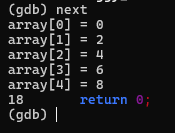 (gdb) next
array[0] = 0
array[1] = 2
array[2] = 4
array[3] = 6
array[4] = 8
18        return 0;
(gdb)